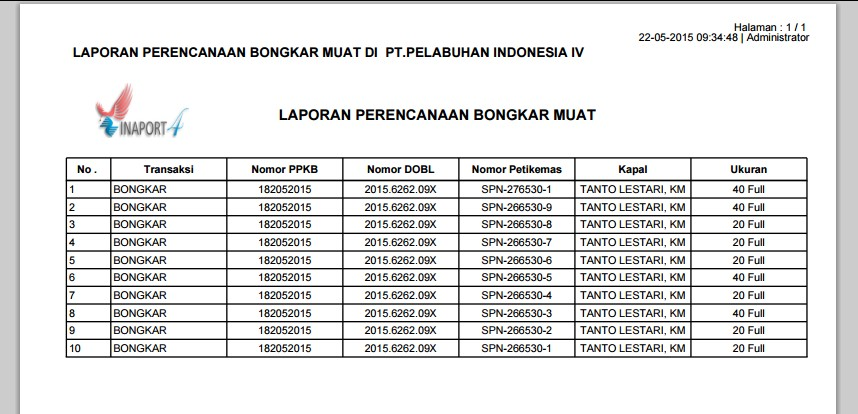 Halaman : 1 / 1
22-05-2015 09:34:48 | Administrator
LAPORAN PERENCANAAN BONGKAR MUAT DI PT.PELABUHAN INDONESIA IV
INAPORT 4
LAPORAN PERENCANAAN BONGKAR MUAT
No . Transaksi Nomor PPKB Nomor DOBL Nomor Petikemas Kapal Ukuran
1 BONGKAR 182052015 2015.6262.09X SPN-276530-1 TANTO LESTARI, KM 40 Full
2 BONGKAR 182052015 2015.6262.09X SPN-266530-9 TANTO LESTARI, KM 40 Full
3 BONGKAR 182052015 2015.6262.09X SPN-266530-8 TANTO LESTARI, KM 20 Full
4 BONGKAR 182052015 2015.6262.09X SPN-266530-7 TANTO LESTARI, KM 20 Full
5 BONGKAR 182052015 2015.6262.09X SPN-266530-6 TANTO LESTARI, KM 20 Full
6 BONGKAR 182052015 2015.6262.09X SPN-266530-5 TANTO LESTARI, KM 40 Full
7 BONGKAR 182052015 2015.6262.09X SPN-266530-4 TANTO LESTARI, KM 20 Full
8 BONGKAR 182052015 2015.6262.09X SPN-266530-3 TANTO LESTARI, KM 40 Full
9 BONGKAR 182052015 2015.6262.09X SPN-266530-2 TANTO LESTARI, KM 20 Full
10 BONGKAR 182052015 2015.6262.09X SPN-266530-1 TANTO LESTARI, KM 20 Full